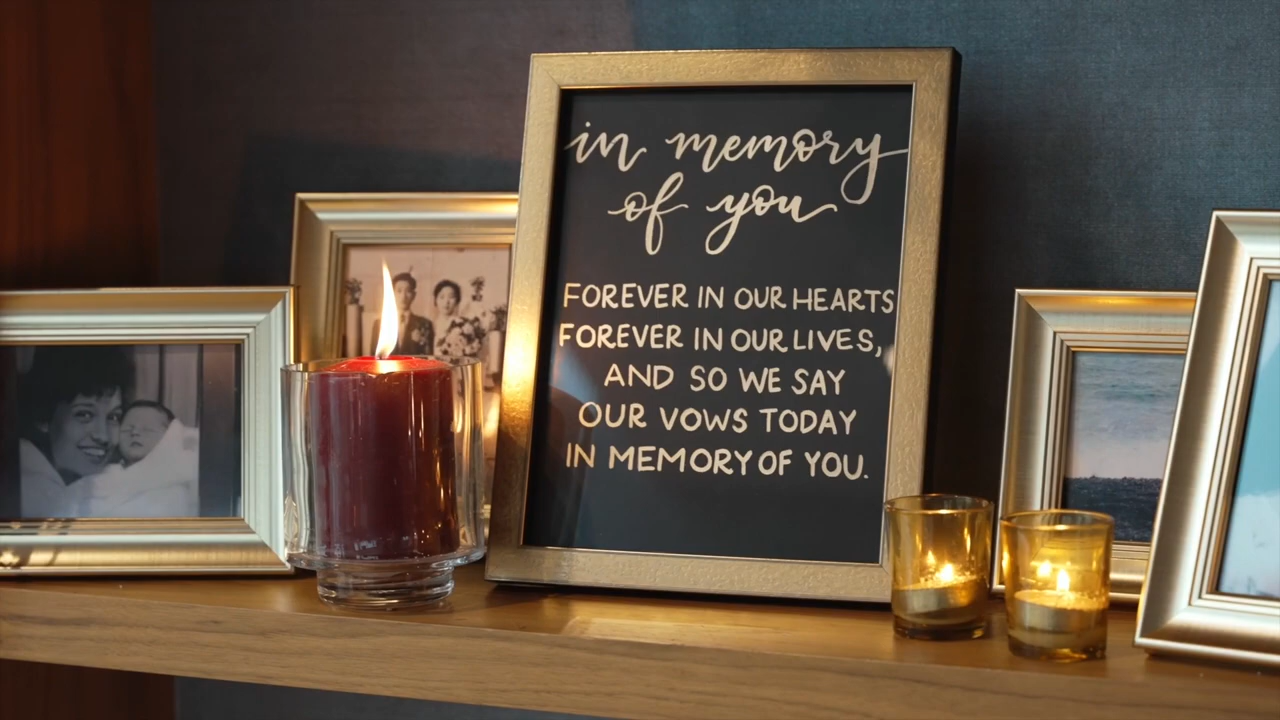 in memory
of you
FOREVER IN OUR HEARTS
FOREVER IN OUR LIVES,
AND SO WE SAY
OUR VOWS TODAY
IN MEMORY OF YOU.